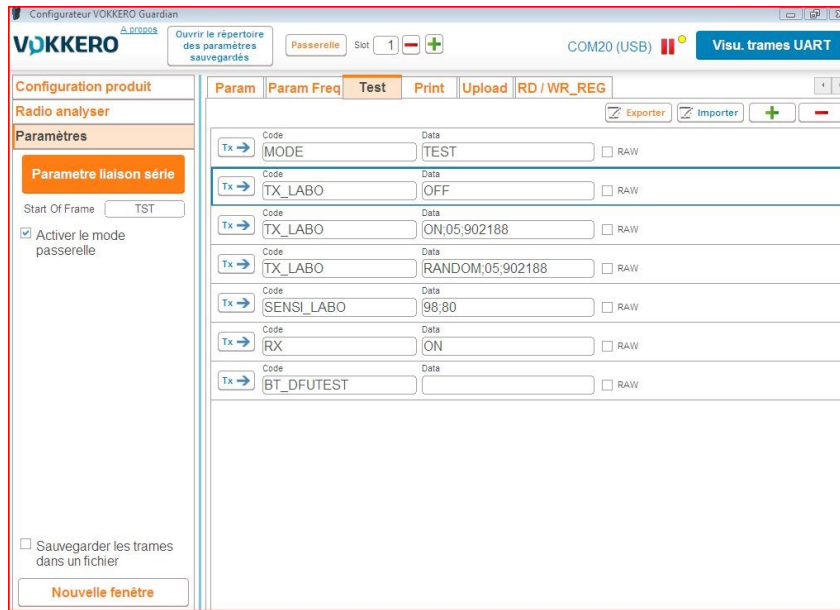 Configurateur VOKKERO Guardian
VOKKERO
A propos
Ouvrir le répertoire
des paramètres
sauvegardés
Passerelle
Slot
1
COM20 (USB)
Visu. trames UART
Configuration produit
Radio analyser
Paramètres
Parametre liaison série
Start Of Frame
TST
Activer le mode
passerelle
Sauvegarder les trames
dans un fichier
Nouvelle fenêtre
Param
Param Freq
Test
Print
Upload
RD / WR_REG
Exporter
Importer
Code
Data
Tx
MODE
TEST
RAW
Code
Data
Tx
TX_LABO
OFF
RAW
Code
Data
Tx
TX_LABO
ON;05;902188
RAW
Code
Data
Tx
TX_LABO
RANDOM;05;902188
RAW
Code
Data
Tx
SENSI_LABO
98;80
RAW
Code
Data
Tx
RX
ON
RAW
Code
Data
Tx
BT_DFUTEST
RAW